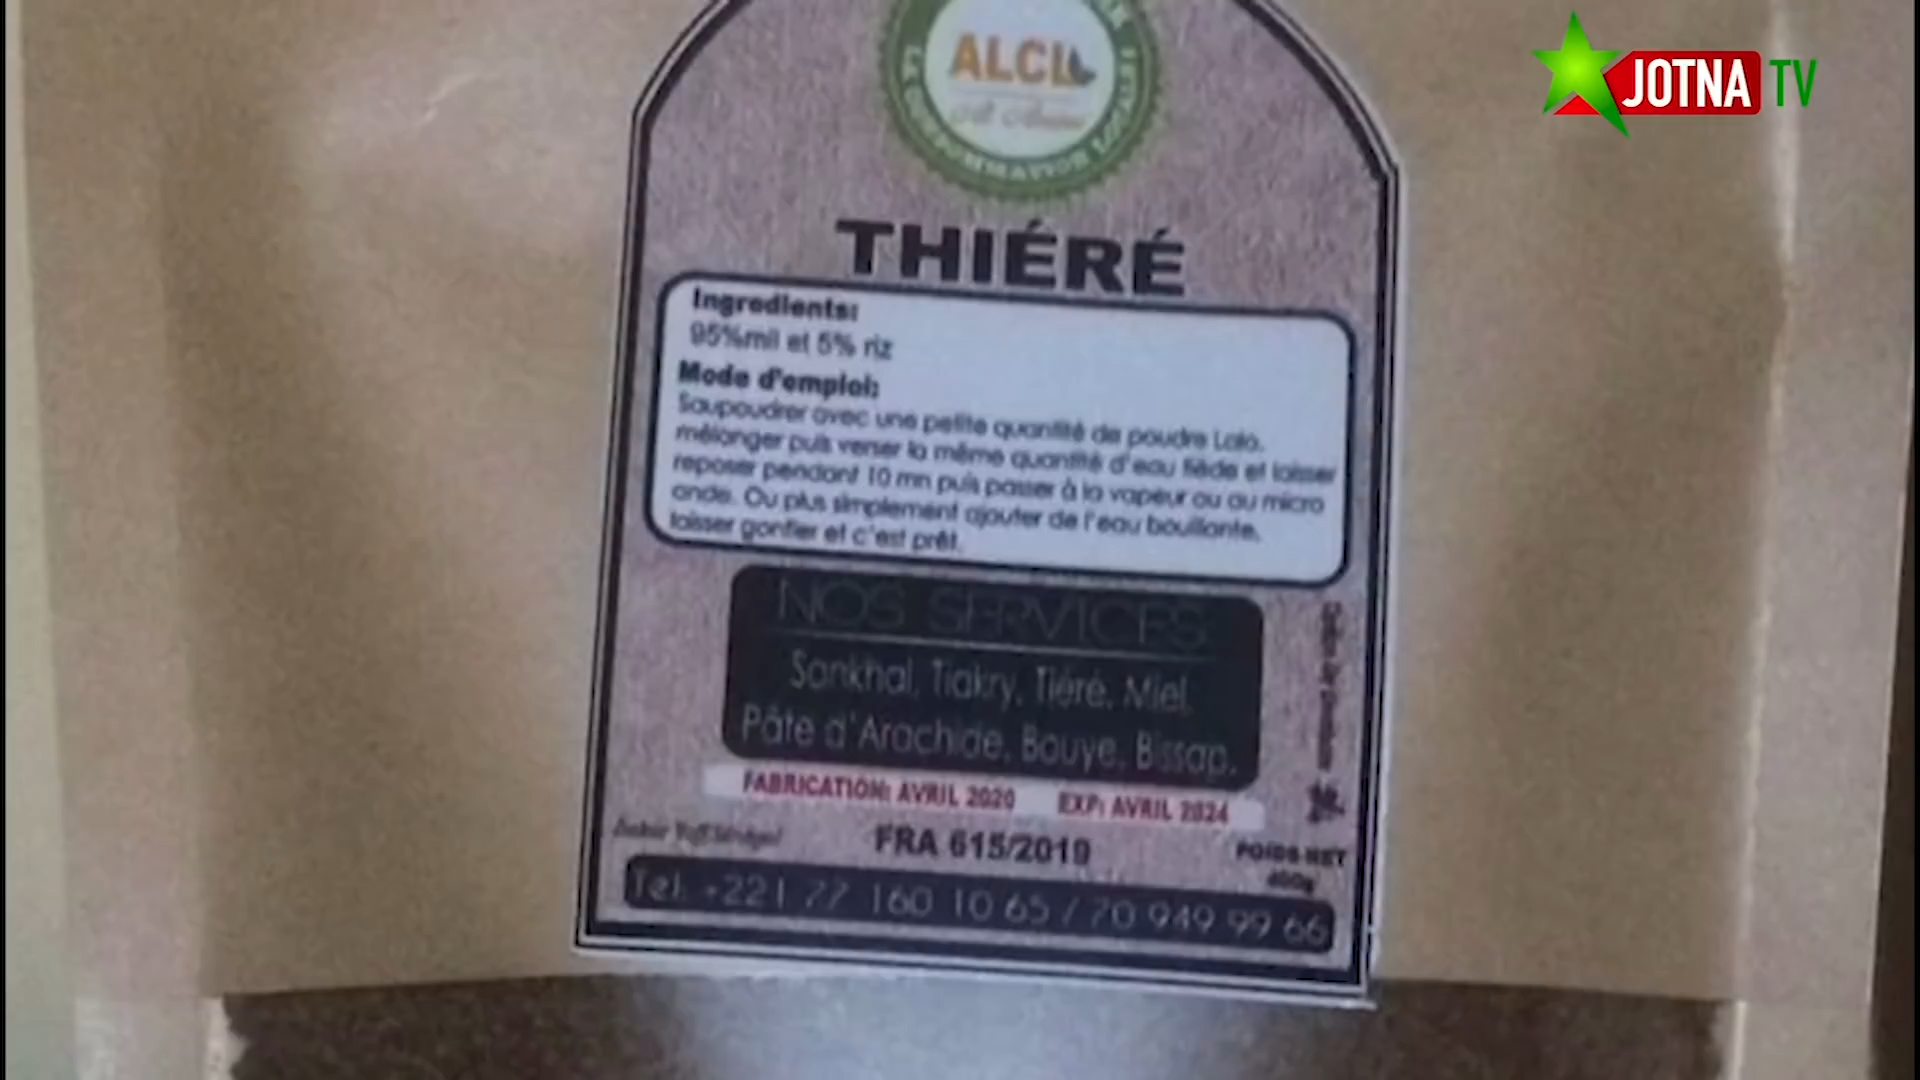 JOTNA TV
ALCL
THIÉRÉ
Ingredients:
95%mil et 5% riz
Mode d'emploi:
Saupoudrer avec une petite quantité de poudre Lalo,
mélanger puis verser la même quantité d'eau tiède et laisser
reposer pendant 10 mn puis passer à la vapeur ou au micro
onde. Ou plus simplement ajouter de l'eau bouillante,
laisser gonfler et c'est prêt.
NOS SERVICES
Sankhal, Tiakry, Tiéré, Miel,
Pâte d'Arachide, Bouye, Bissap,
FABRICATION: AVRIL 2020 EXP: AVRIL 2024
FRA 615/2019
POIDS NET
400g
Tel: +221 77 160 10 65 / 70 949 99 66